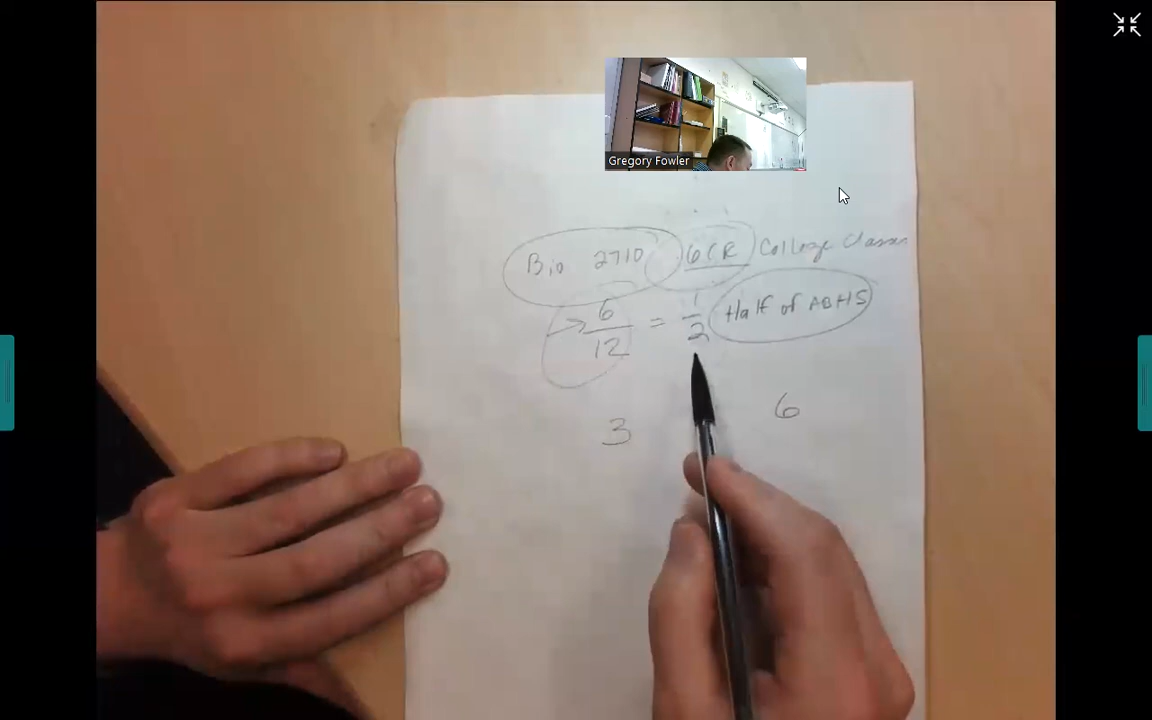 Gregory Fowler
Bio 2710 6CR College Classes
6/12 = 1/2 Half of ABHS
3 6